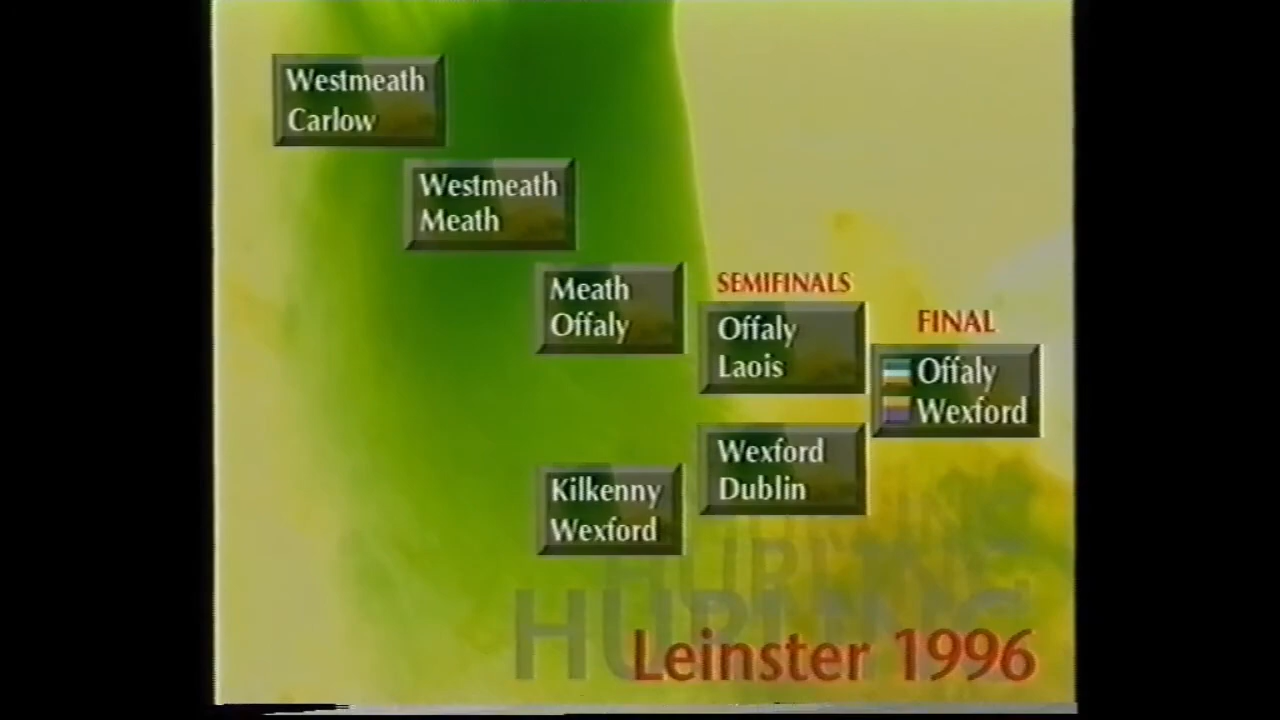 Westmeath
Carlow
Westmeath
Meath
Meath
Offaly
SEMIFINALS
Offaly
Laois
FINAL
Offaly
Wexford
Wexford
Dublin
Kilkenny
Wexford
HURLING
HURLING
Leinster 1996